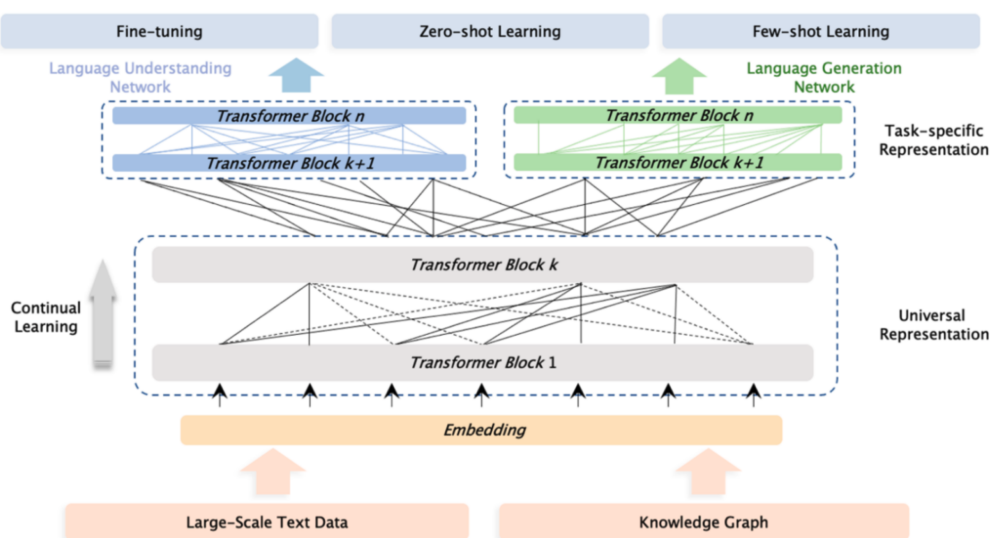 Fine-tuning
Zero-shot Learning
Few-shot Learning
Language Understanding
Network
Language Generation
Network
Transformer Block n
Transformer Block n
Transformer Block k+1
Transformer Block k+1
Task-specific
Representation
Transformer Block k
Continual
Learning
Universal
Representation
Transformer Block 1
Embedding
Large-Scale Text Data
Knowledge Graph